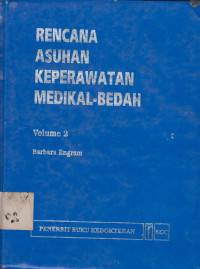 RENCANA
ASUHAN
KEPERAWATAN
MEDIKAL-BEDAH
Volume 2
Barbara Engram
PENERBIT BUKU KEDOKTERAN EGC